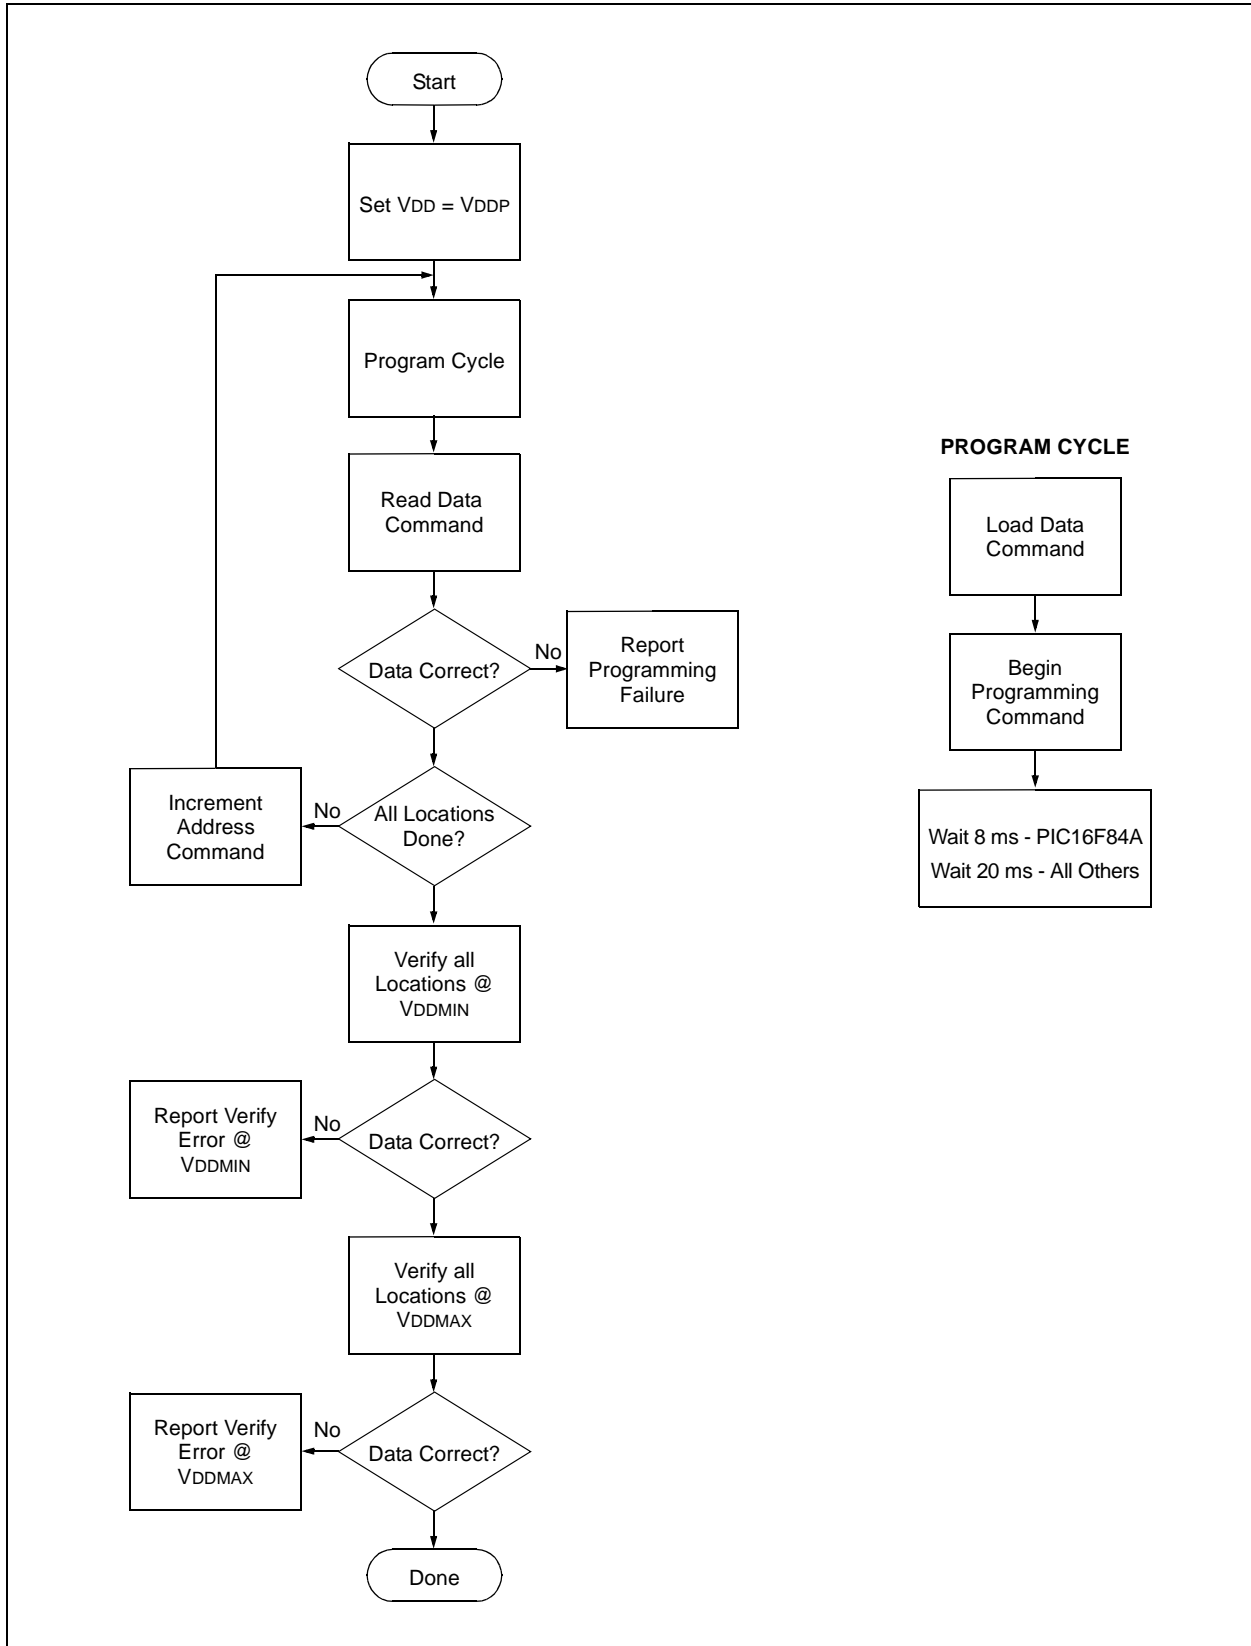 Start
Set VDD = VDDP
Program Cycle
Read Data
Command
Data Correct?
No
Report
Programming
Failure
All Locations
Done?
No
Increment
Address
Command
Verify all
Locations @
VDDMIN
Data Correct?
No
Report Verify
Error @
VDDMIN
Verify all
Locations @
VDDMAX
Data Correct?
No
Report Verify
Error @
VDDMAX
Done
PROGRAM CYCLE
Load Data
Command
Begin
Programming
Command
Wait 8 ms - PIC16F84A
Wait 20 ms - All Others